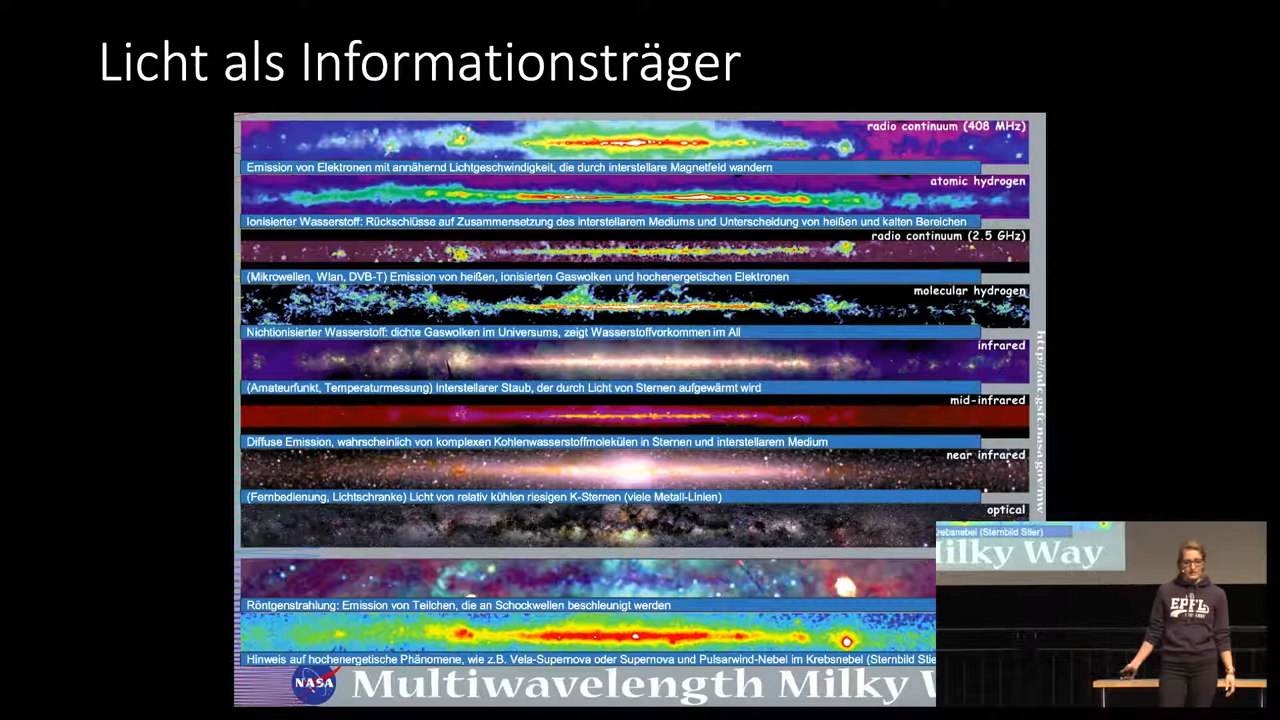 Licht als Informationsträger
radio continuum (408 MHz)
Emission von Elektronen mit annähernd Lichtgeschwindigkeit, die durch interstellare Magnetfeld wandern
atomic hydrogen
Ionisierter Wasserstoff: Rückschlüsse auf Zusammensetzung des interstellarem Mediums und Unterscheidung von heißen und kalten Bereichen
radio continuum (2.5 GHz)
(Mikrowellen, Wlan, DVB-T) Emission von heißen, ionisierten Gaswolken und hochenergetischen Elektronen
molecular hydrogen
Nichtionisierter Wasserstoff: dichte Gaswolken im Universums, zeigt Wasserstoffvorkommen im All
infrared
(Amateurfunkt, Temperaturmessung) Interstellarer Staub, der durch Licht von Sternen aufgewärmt wird
mid-infrared
Diffuse Emission, wahrscheinlich von komplexen Kohlenwasserstoffmolekülen in Sternen und interstellarem Medium
near infrared
(Fernbedienung, Lichtschranke) Licht von relativ kühlen riesigen K-Sternen (viele Metall-Linien)
optical
Röntgenstrahlung: Emission von Teilchen, die an Schockwellen beschleunigt werden
Hinweis auf hochenergetische Phänomene, wie z.B. Vela-Supernova oder Supernova und Pulsarwind-Nebel im Krebsnebel (Sternbild Stie
NASA
Multiwavelength Milky W
Krebsnebel (Sternbild Stier)
Milky Way
EPFL